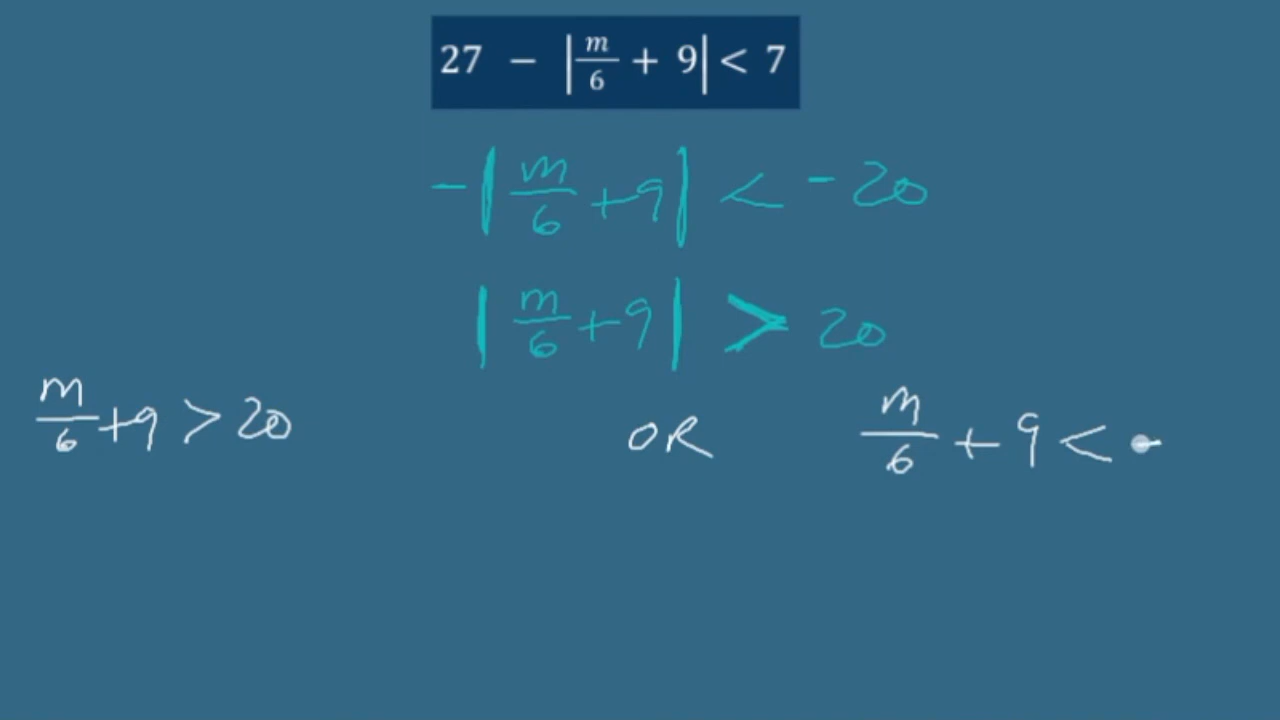 27 − |m/6 + 9| < 7
-|m/6 +9| < -20
|m/6 +9| > 20
m/6 +9 > 20 OR m/6 + 9 < -